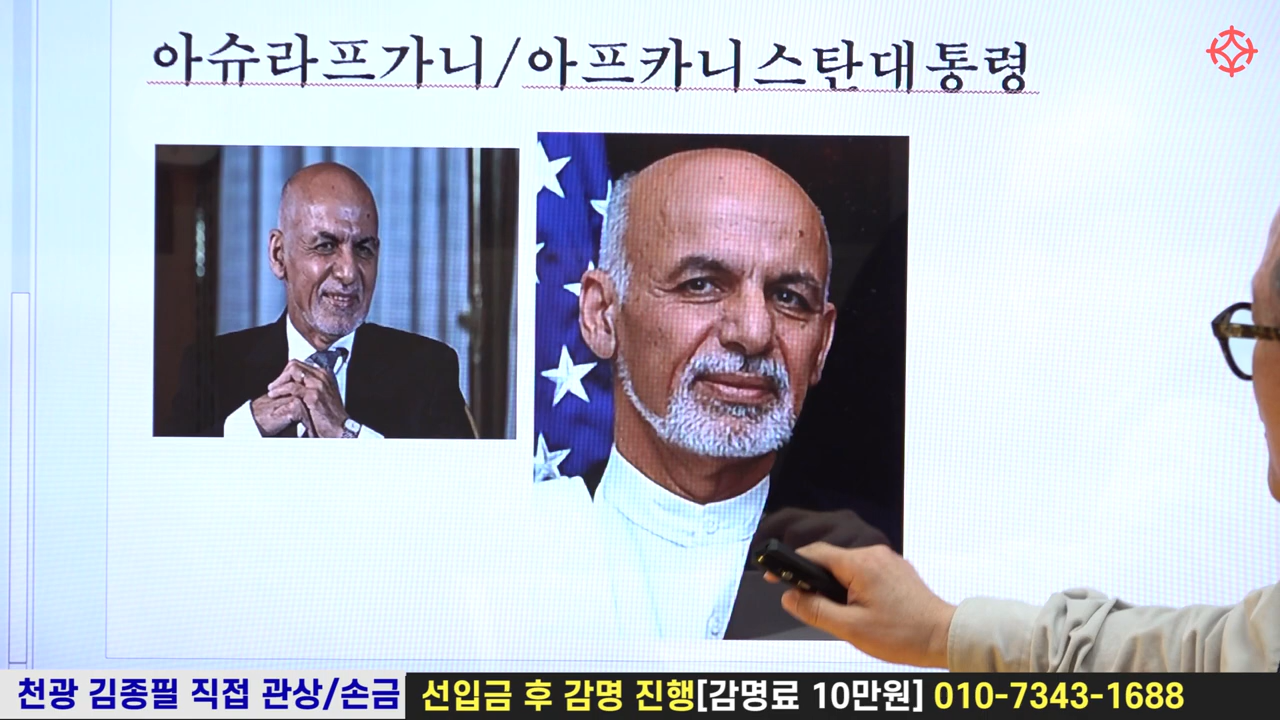 아슈라프가니/아프카니스탄대통령
천광 김종필 직접 관상/손금
선입금 후 감명 진행[감명료 10만원] 010-7343-1688